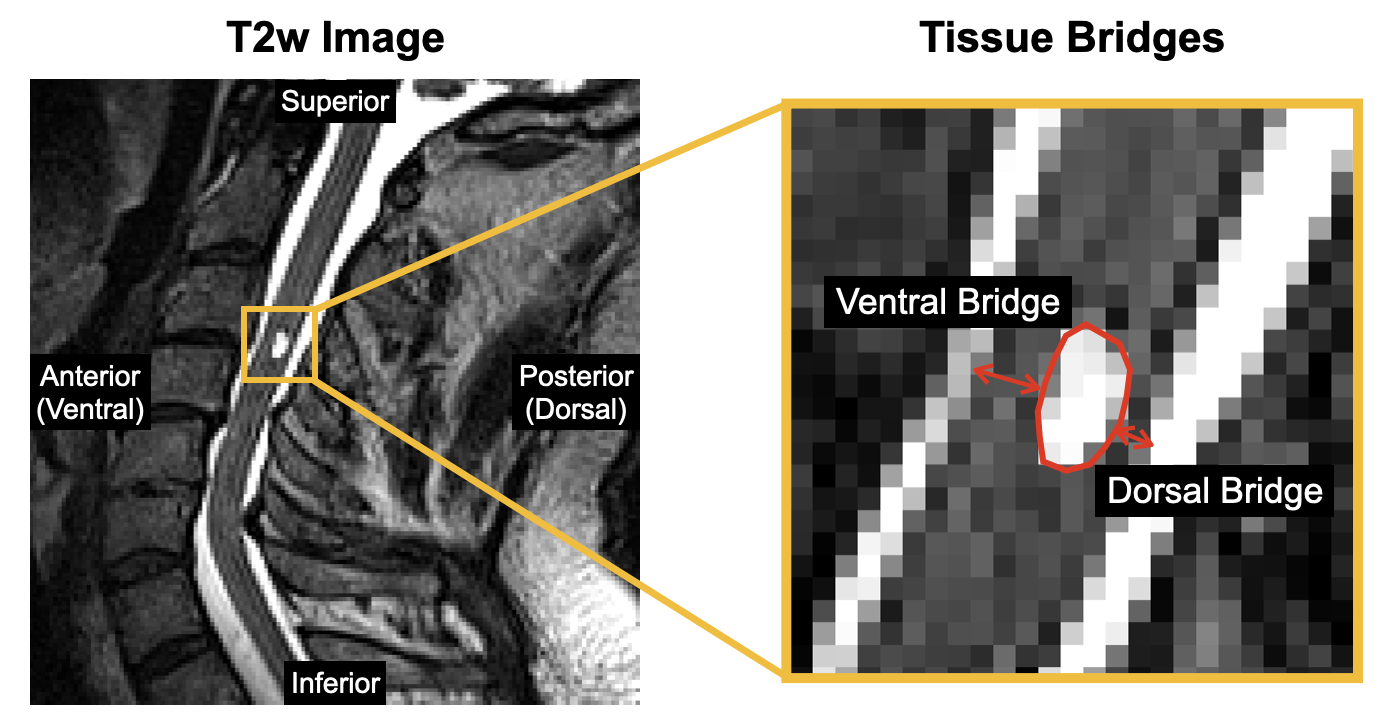 T2w Image
Tissue Bridges
Superior
Anterior
(Ventral)
Posterior
(Dorsal)
Inferior
Ventral Bridge
Dorsal Bridge